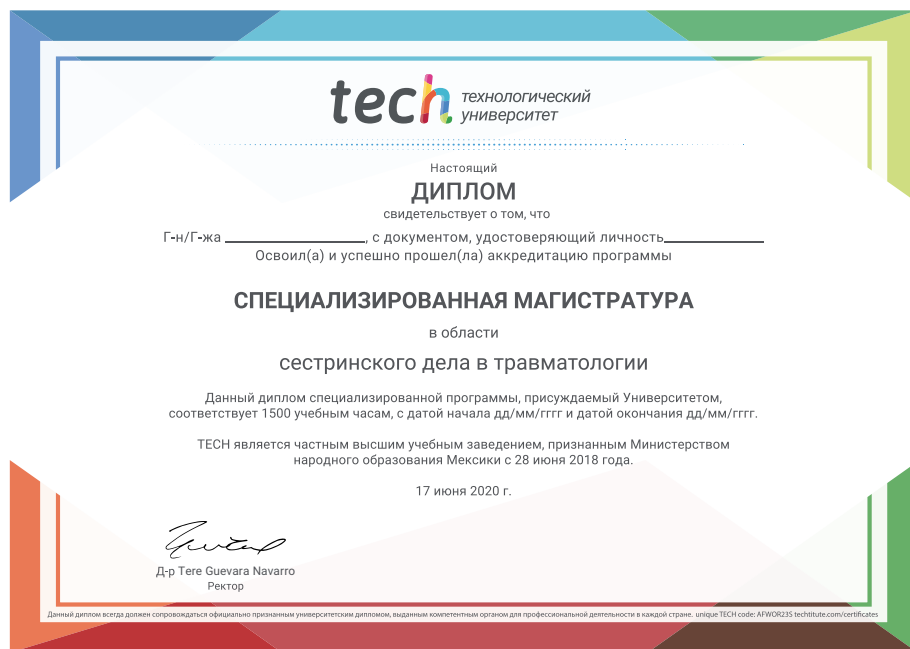 tech технологический
университет
Настоящий
ДИПЛОМ
свидетельствует о том, что
Г-н/Г-жа , с документом, удостоверяющий личность
Освоил(а) и успешно прошел(ла) аккредитацию программы
СПЕЦИАЛИЗИРОВАННАЯ МАГИСТРАТУРА
в области
сестринского дела в травматологии
Данный диплом специализированной программы, присуждаемый Университетом,
соответствует 1500 учебным часам, с датой начала дд/мм/гггг и датой окончания дд/мм/гггг.
TECH является частным высшим учебным заведением, признанным Министерством
народного образования Мексики с 28 июня 2018 года.
17 июня 2020 г.
Д-р Tere Guevara Navarro
Ректор
Данный диплом всегда должен сопровождаться официально признанным университетским дипломом, выданным компетентным органом для профессиональной деятельности в каждой стране. unique TECH code: AFWOR23S techtitute.com/certificates